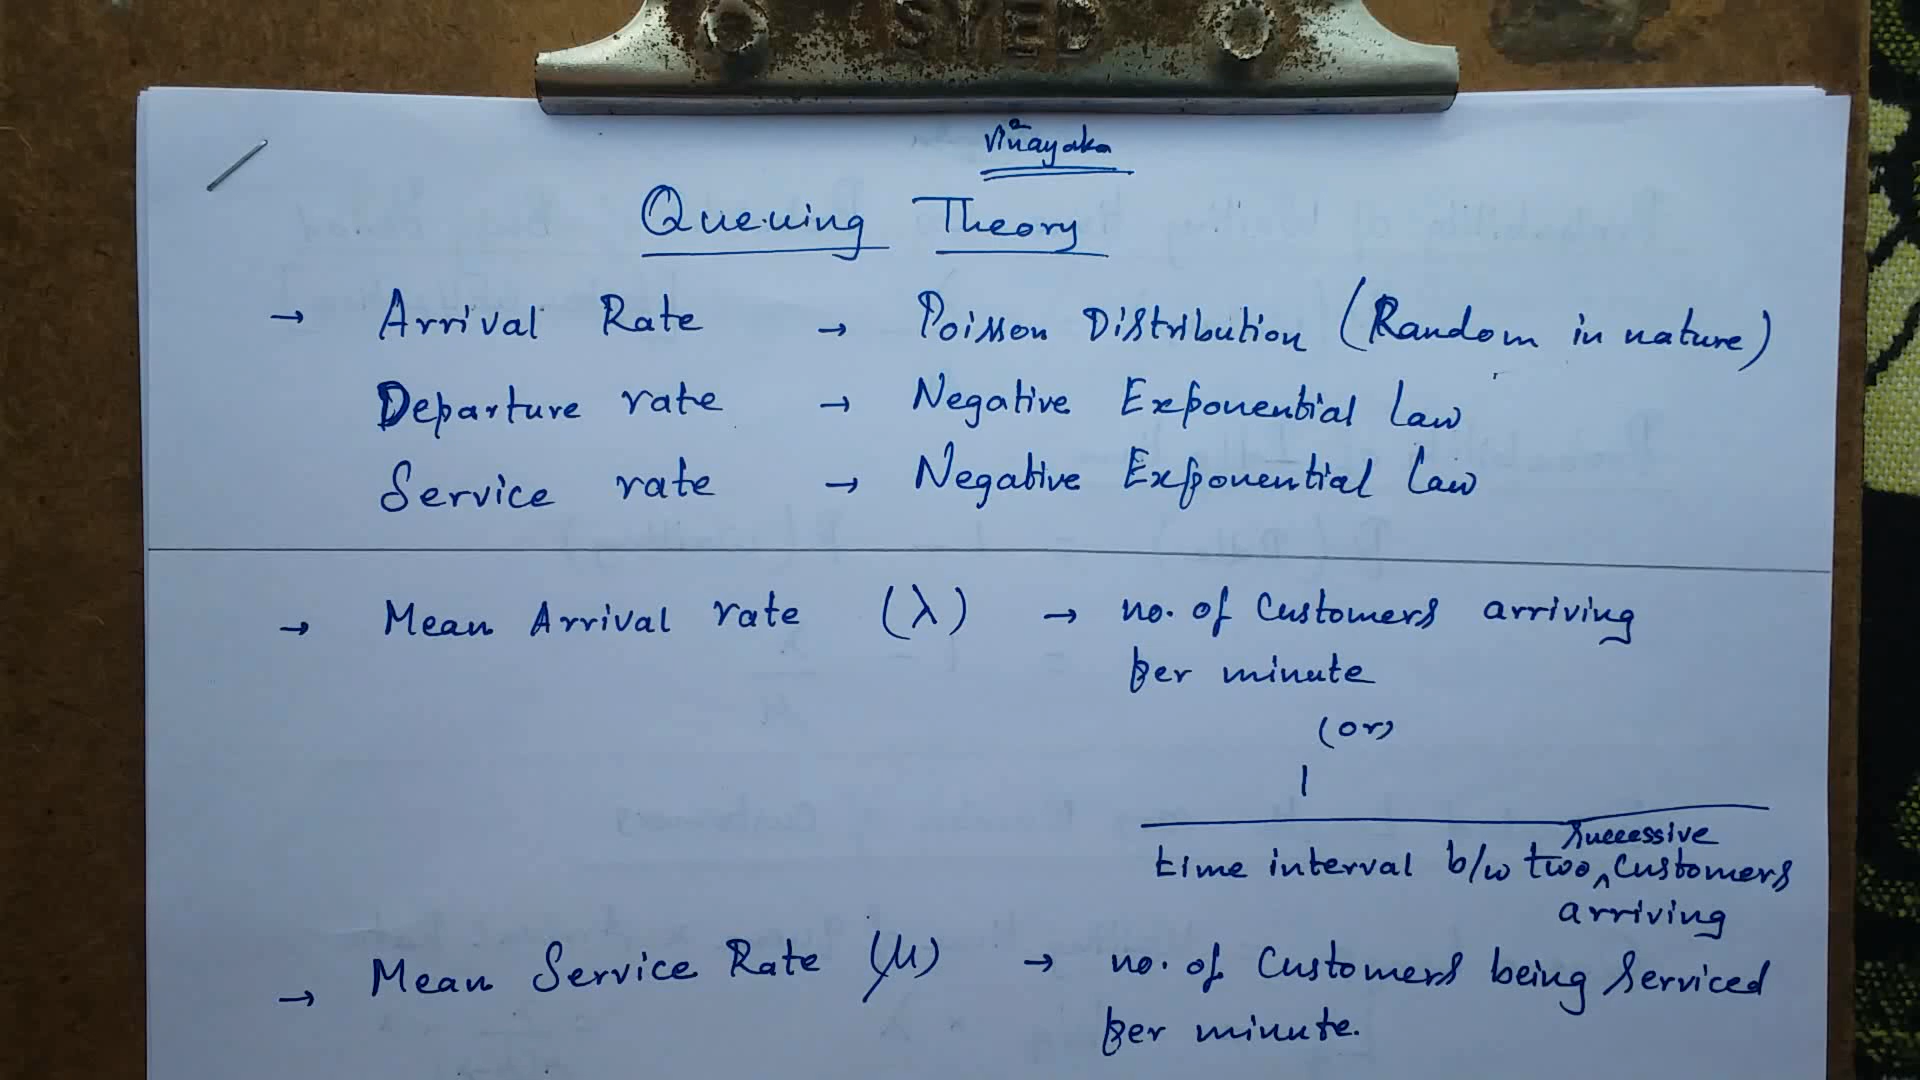 SYED
Vinayaka
Queuing Theory
→ Arrival Rate → Poisson Distribution (Random in nature)
Departure rate → Negative Exponential Law
Service rate → Negative Exponential Law
→ Mean Arrival rate (λ) → no. of Customers arriving
per minute
(or)
1
successive
time interval b/w two ^ Customers
arriving
→ Mean Service Rate (μ) → no. of Customers being serviced
per minute.